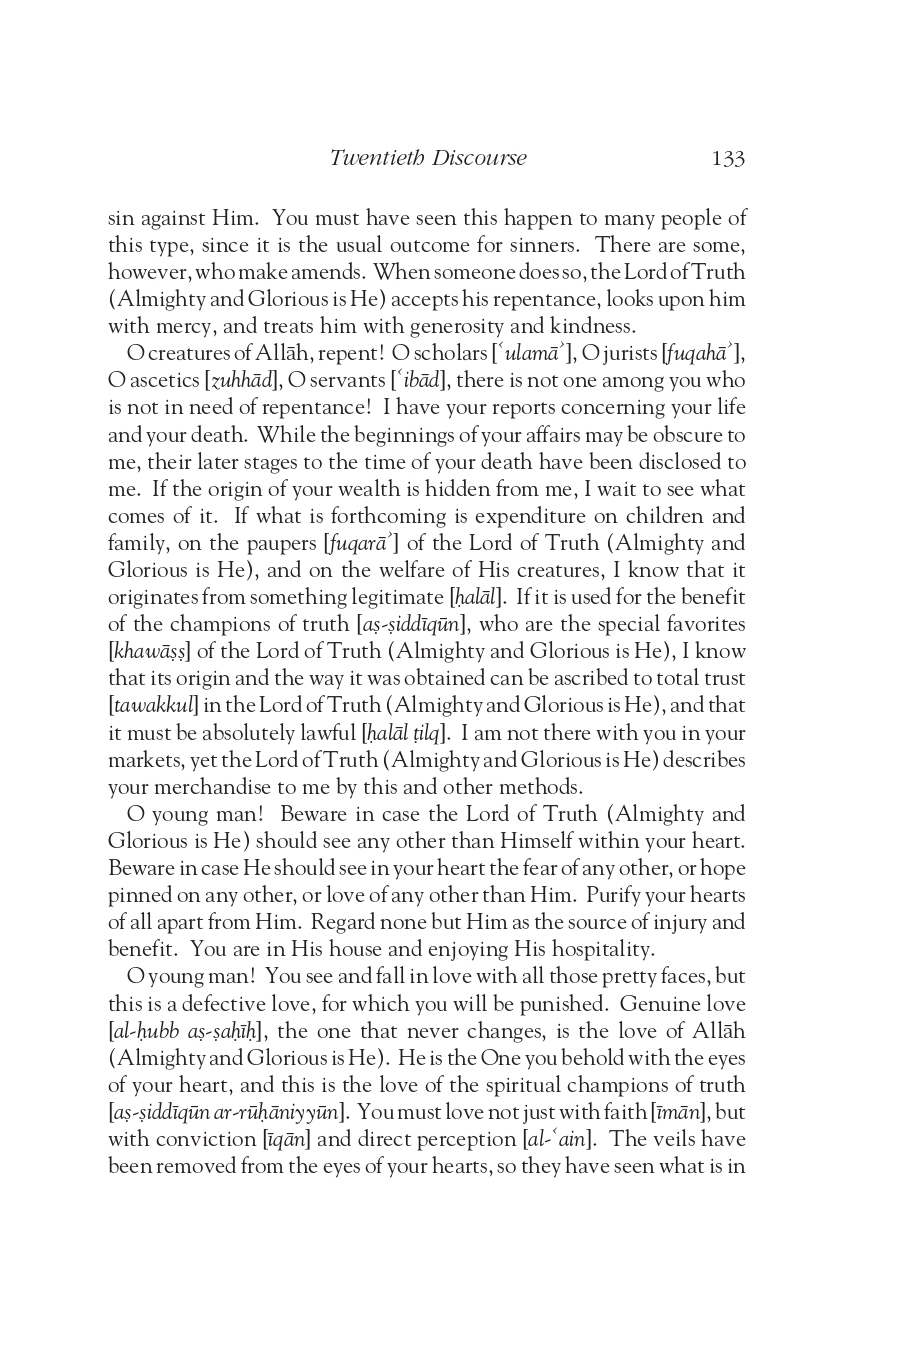 Twentieth Discourse 133
sin against Him. You must have seen this happen to many people of
this type, since it is the usual outcome for sinners. There are some,
however, who make amends. When someone does so, the Lord of Truth
(Almighty and Glorious is He) accepts his repentance, looks upon him
with mercy, and treats him with generosity and kindness.
O creatures of Allāh, repent! O scholars [ʿulamāʾ], O jurists [fuqahāʾ],
O ascetics [zuhhād], O servants [ʿibād], there is not one among you who
is not in need of repentance! I have your reports concerning your life
and your death. While the beginnings of your affairs may be obscure to
me, their later stages to the time of your death have been disclosed to
me. If the origin of your wealth is hidden from me, I wait to see what
comes of it. If what is forthcoming is expenditure on children and
family, on the paupers [fuqarāʾ] of the Lord of Truth (Almighty and
Glorious is He), and on the welfare of His creatures, I know that it
originates from something legitimate [ḥalāl]. If it is used for the benefit
of the champions of truth [aṣ-ṣiddīqūn], who are the special favorites
[khawāṣṣ] of the Lord of Truth (Almighty and Glorious is He), I know
that its origin and the way it was obtained can be ascribed to total trust
[tawakkul] in the Lord of Truth (Almighty and Glorious is He), and that
it must be absolutely lawful [ḥalāl ṭilq]. I am not there with you in your
markets, yet the Lord of Truth (Almighty and Glorious is He) describes
your merchandise to me by this and other methods.
O young man! Beware in case the Lord of Truth (Almighty and
Glorious is He) should see any other than Himself within your heart.
Beware in case He should see in your heart the fear of any other, or hope
pinned on any other, or love of any other than Him. Purify your hearts
of all apart from Him. Regard none but Him as the source of injury and
benefit. You are in His house and enjoying His hospitality.
O young man! You see and fall in love with all those pretty faces, but
this is a defective love, for which you will be punished. Genuine love
[al-ḥubb aṣ-ṣaḥīḥ], the one that never changes, is the love of Allāh
(Almighty and Glorious is He). He is the One you behold with the eyes
of your heart, and this is the love of the spiritual champions of truth
[aṣ-ṣiddīqūn ar-rūḥāniyyūn]. You must love not just with faith [īmān], but
with conviction [īqān] and direct perception [al-ʿain]. The veils have
been removed from the eyes of your hearts, so they have seen what is in